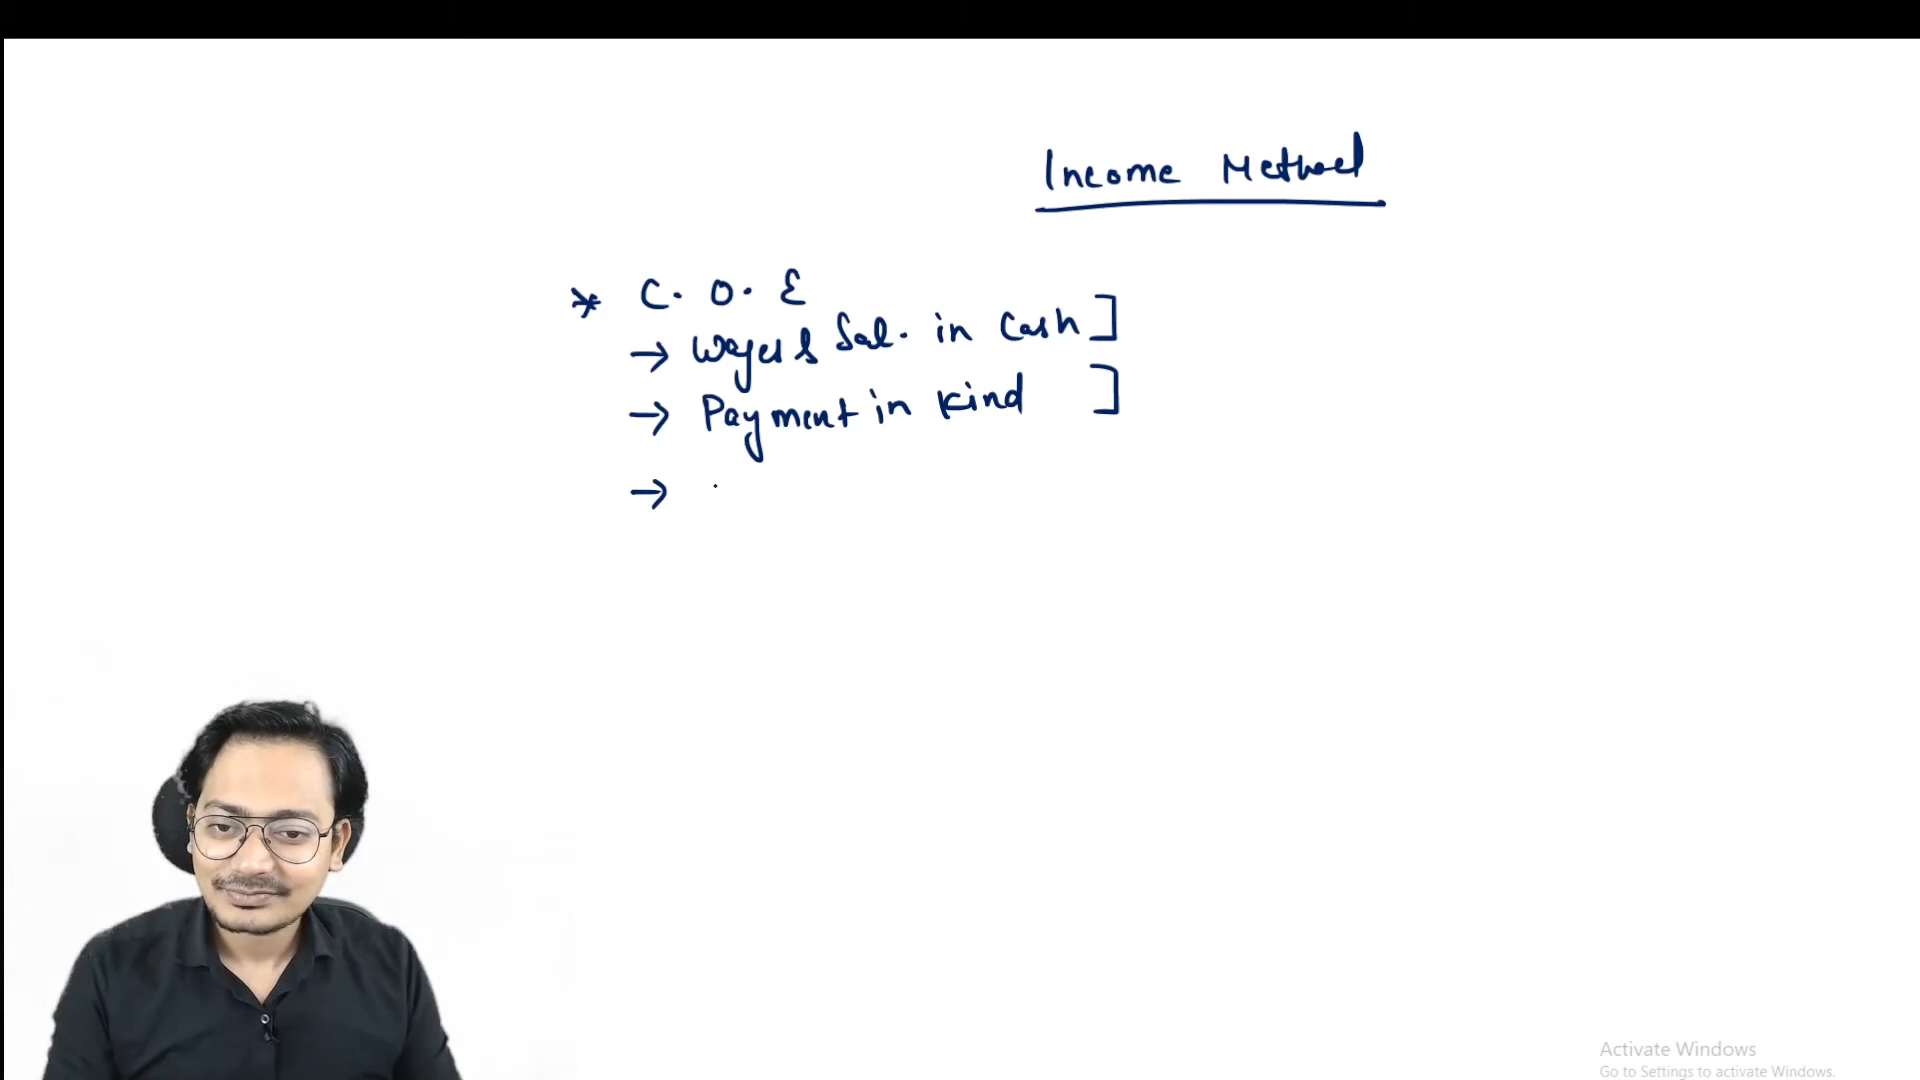 Income Method
* C. O. E
→ Wages & Sal. in Cash ]
→ Payment in kind ]
→
Activate Windows
Go to Settings to activate Windows.